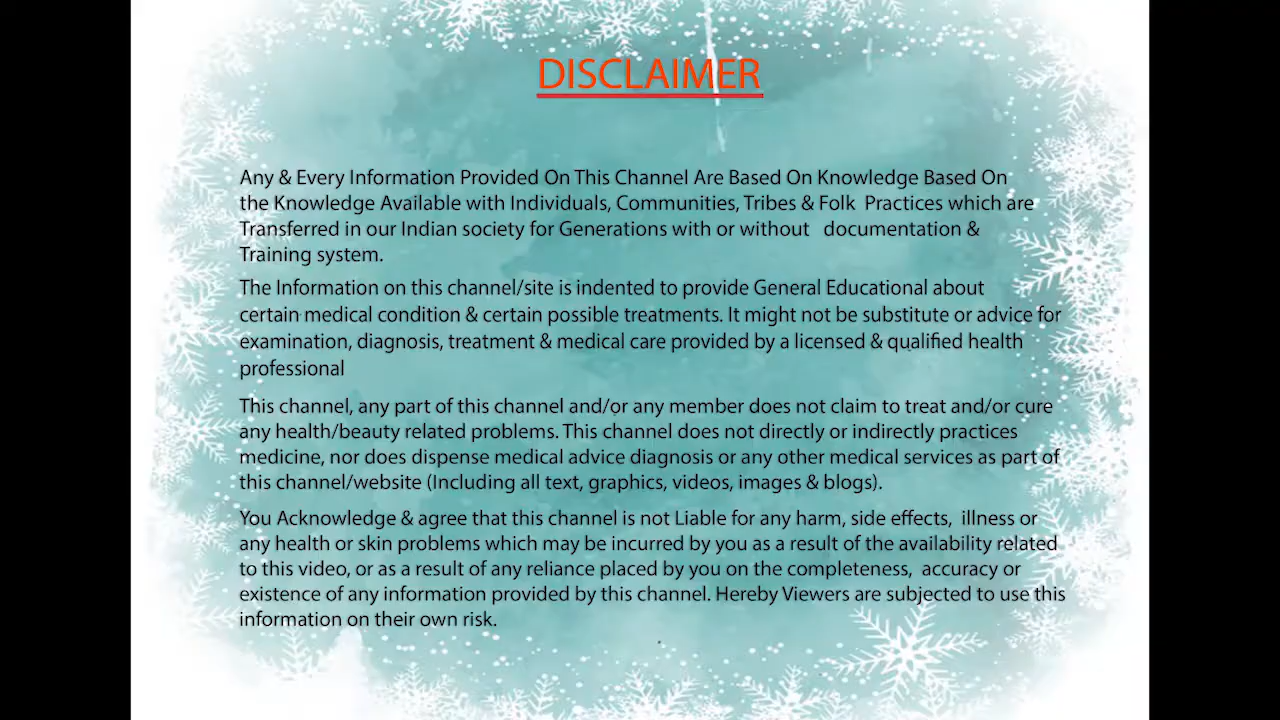 DISCLAIMER
Any & Every Information Provided On This Channel Are Based On Knowledge Based On
the Knowledge Available with Individuals, Communities, Tribes & Folk Practices which are
Transferred in our Indian society for Generations with or without documentation &
Training system.
The Information on this channel/site is indented to provide General Educational about
certain medical condition & certain possible treatments. It might not be substitute or advice for
examination, diagnosis, treatment & medical care provided by a licensed & qualified health
professional
This channel, any part of this channel and/or any member does not claim to treat and/or cure
any health/beauty related problems. This channel does not directly or indirectly practices
medicine, nor does dispense medical advice diagnosis or any other medical services as part of
this channel/website (Including all text, graphics, videos, images & blogs).
You Acknowledge & agree that this channel is not Liable for any harm, side effects, illness or
any health or skin problems which may be incurred by you as a result of the availability related
to this video, or as a result of any reliance placed by you on the completeness, accuracy or
existence of any information provided by this channel. Hereby Viewers are subjected to use this
information on their own risk.